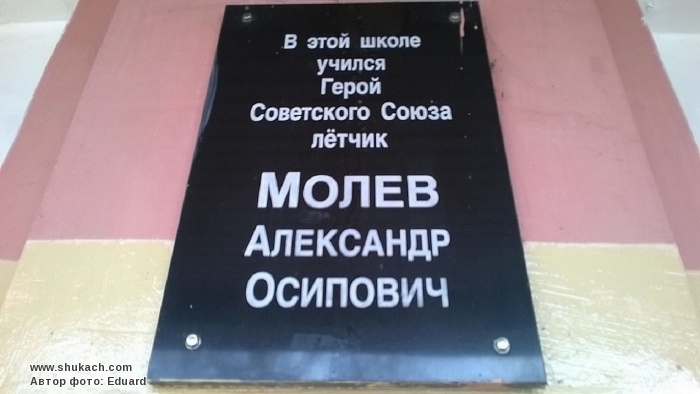 В этой школе
учился
Герой
Советского Союза
лётчик
МОЛЕВ
АЛЕКСАНДР
ОСИПОВИЧ
www.shukach.com
Автор фото: Eduard